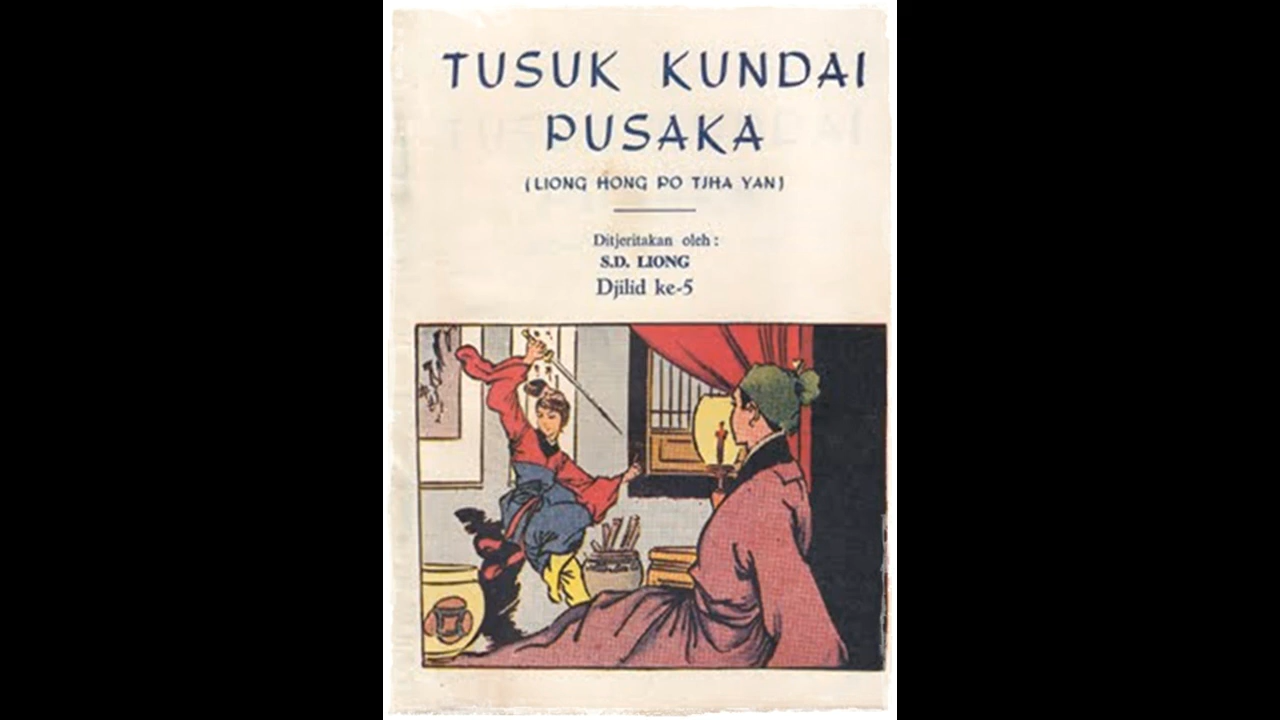 TUSUK KUNDAI
PUSAKA
(LIONG HONG PO TJHA YAN)
Ditjeritakan oleh :
S.D. LIONG
Djilid ke-5